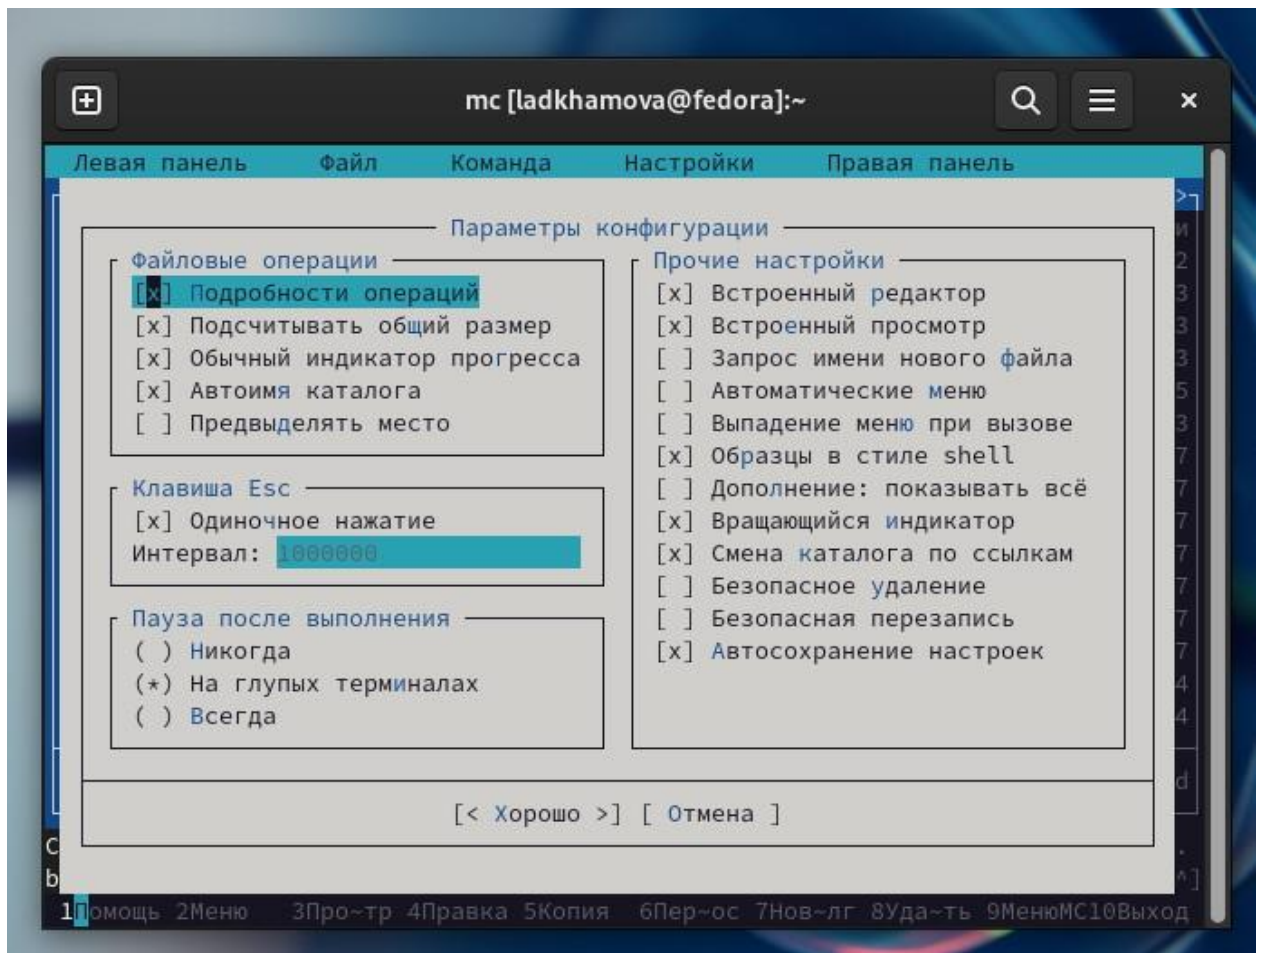 mc [ladkhamova@fedora]:~
Левая панель Файл Команда Настройки Правая панель
Параметры конфигурации
Файловые операции
[x] Подробности операций
[x] Подсчитывать общий размер
[x] Обычный индикатор прогресса
[x] Автоимя каталога
[ ] Предвыделять место
Клавиша Esc
[x] Одиночное нажатие
Интервал: 1000000
Пауза после выполнения
( ) Никогда
(*) На глупых терминалах
( ) Всегда
Прочие настройки
[x] Встроенный редактор
[x] Встроенный просмотр
[ ] Запрос имени нового файла
[ ] Автоматические меню
[ ] Выпадение меню при вызове
[x] Образцы в стиле shell
[ ] Дополнение: показывать всё
[x] Вращающийся индикатор
[x] Смена каталога по ссылкам
[ ] Безопасное удаление
[ ] Безопасная перезапись
[x] Автосохранение настроек
[< Хорошо >] [ Отмена ]
1Помощь 2Меню 3Про~тр 4Правка 5Копия 6Пер~ос 7Нов~лг 8Уда~ть 9МенюMC10Выход